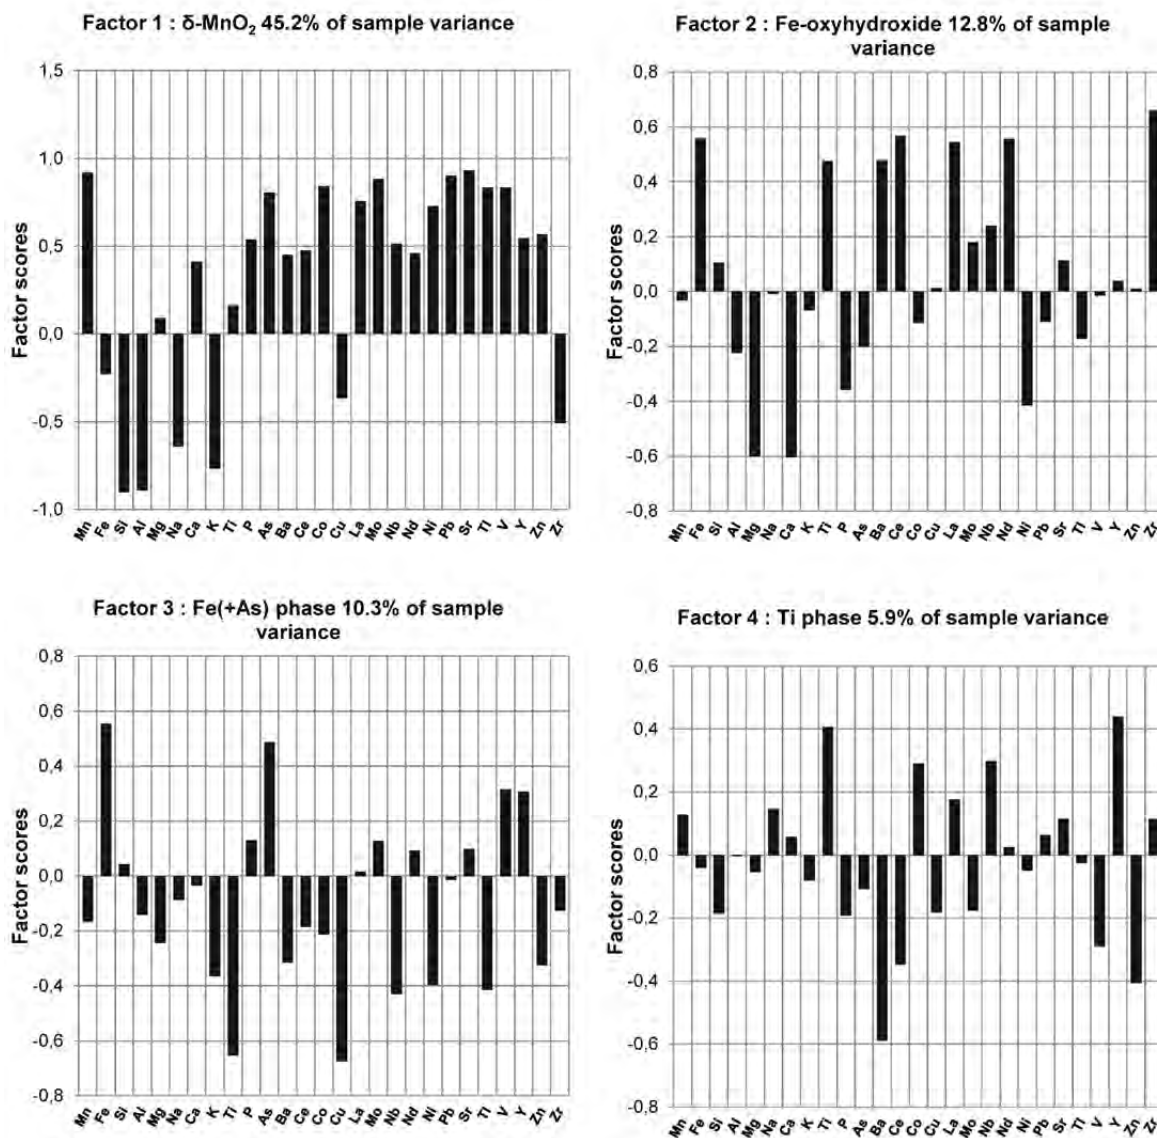 Factor 1 : δ-MnO₂ 45.2% of sample variance
Factor scores
1,5
1,0
0,5
0,0
-0,5
-1,0
Mn Fe Si Al Mg Na Ca K Ti P As Ba Ce Co Cu La Mo Nb Nd Ni Pb Sr Tl V Y Zn Zr
Factor 2 : Fe-oxyhydroxide 12.8% of sample
variance
Factor scores
0,8
0,6
0,4
0,2
0,0
-0,2
-0,4
-0,6
-0,8
Mn Fe Si Al Mg Na Ca K Ti P As Ba Ce Co Cu La Mo Nb Nd Ni Pb Sr Tl V Y Zn Zr
Factor 3 : Fe(+As) phase 10.3% of sample
variance
Factor scores
0,8
0,6
0,4
0,2
0,0
-0,2
-0,4
-0,6
-0,8
Mn Fe Si Al Mg Na Ca K Ti P As Ba Ce Co Cu La Mo Nb Nd Ni Pb Sr Tl V Y Zn Zr
Factor 4 : Ti phase 5.9% of sample variance
Factor scores
0,6
0,4
0,2
0,0
-0,2
-0,4
-0,6
-0,8
Mn Fe Si Al Mg Na Ca K Ti P As Ba Ce Co Cu La Mo Nb Nd Ni Pb Sr Tl V Y Zn Zr